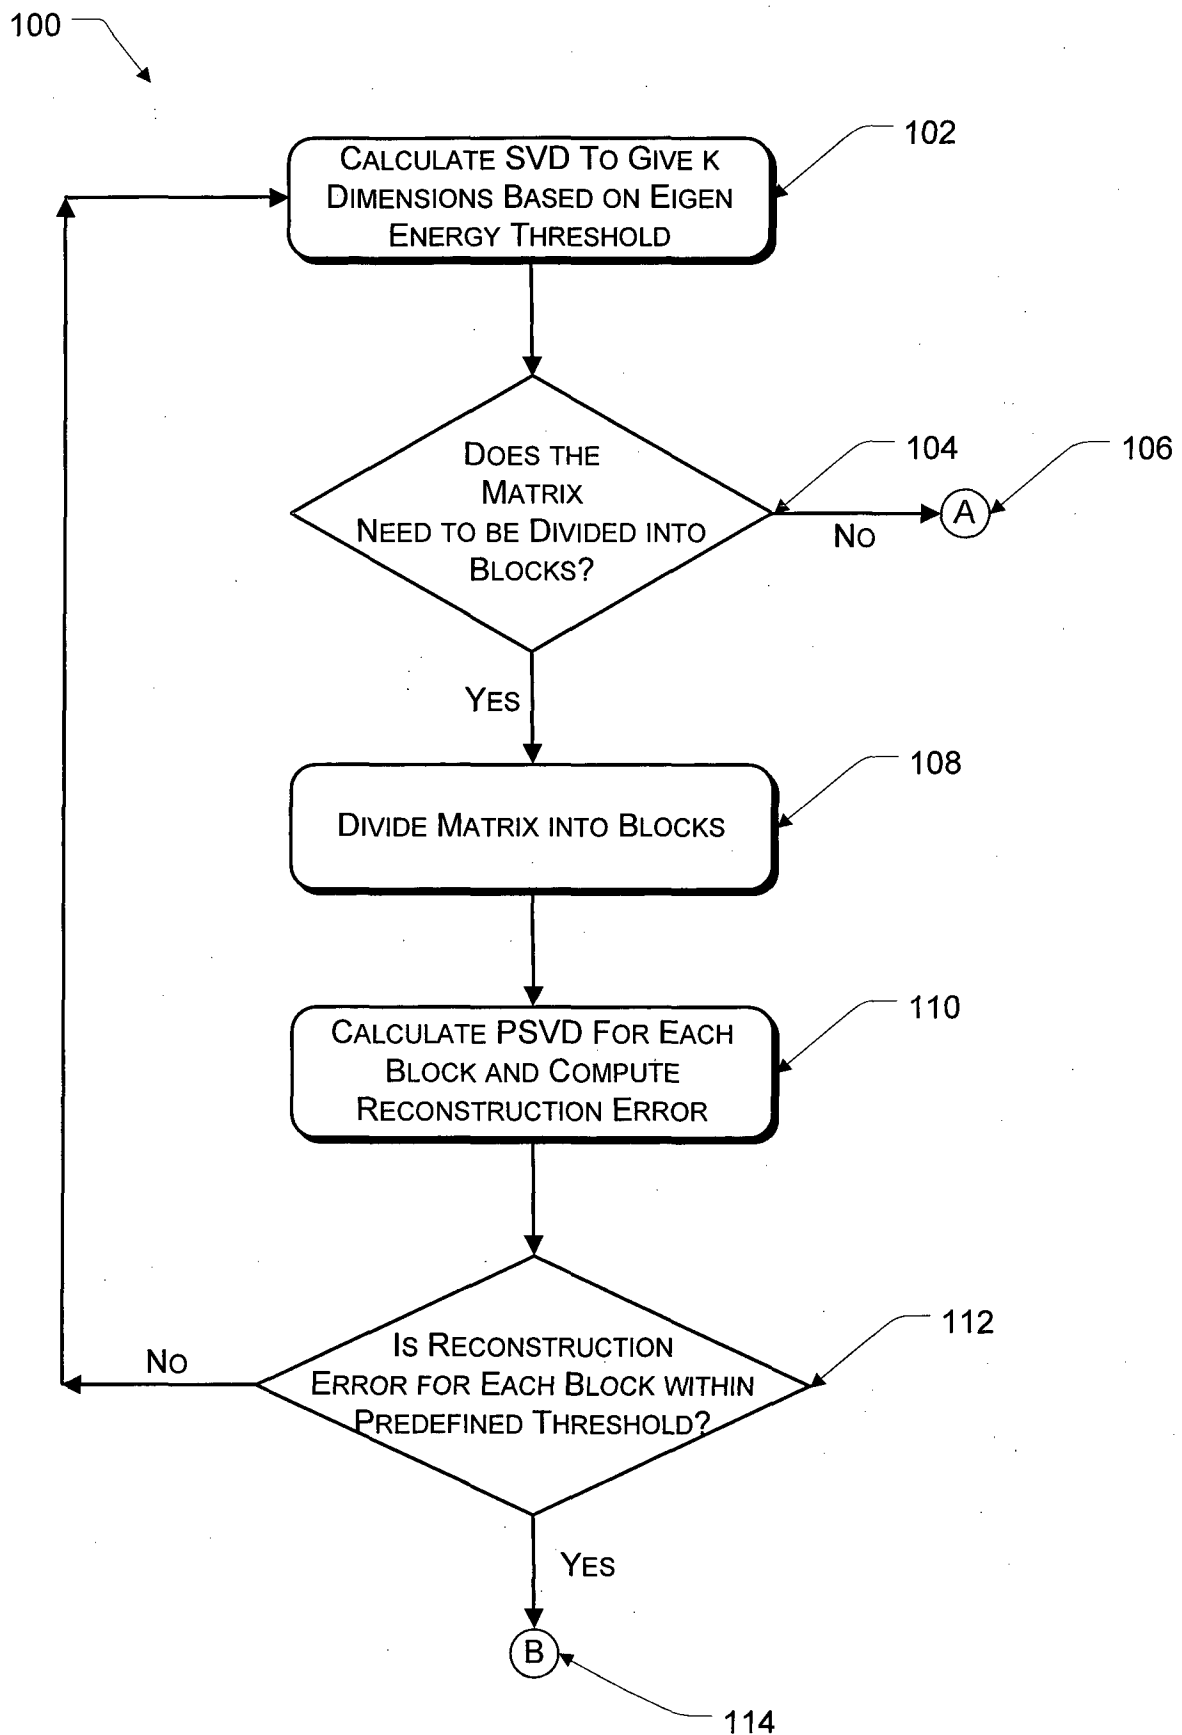 100
102
CALCULATE SVD TO GIVE K
DIMENSIONS BASED ON EIGEN
ENERGY THRESHOLD
DOES THE
MATRIX
NEED TO BE DIVIDED INTO
BLOCKS?
104
106
A
NO
YES
108
DIVIDE MATRIX INTO BLOCKS
110
CALCULATE PSVD FOR EACH
BLOCK AND COMPUTE
RECONSTRUCTION ERROR
112
IS RECONSTRUCTION
ERROR FOR EACH BLOCK WITHIN
PREDEFINED THRESHOLD?
NO
YES
B
114